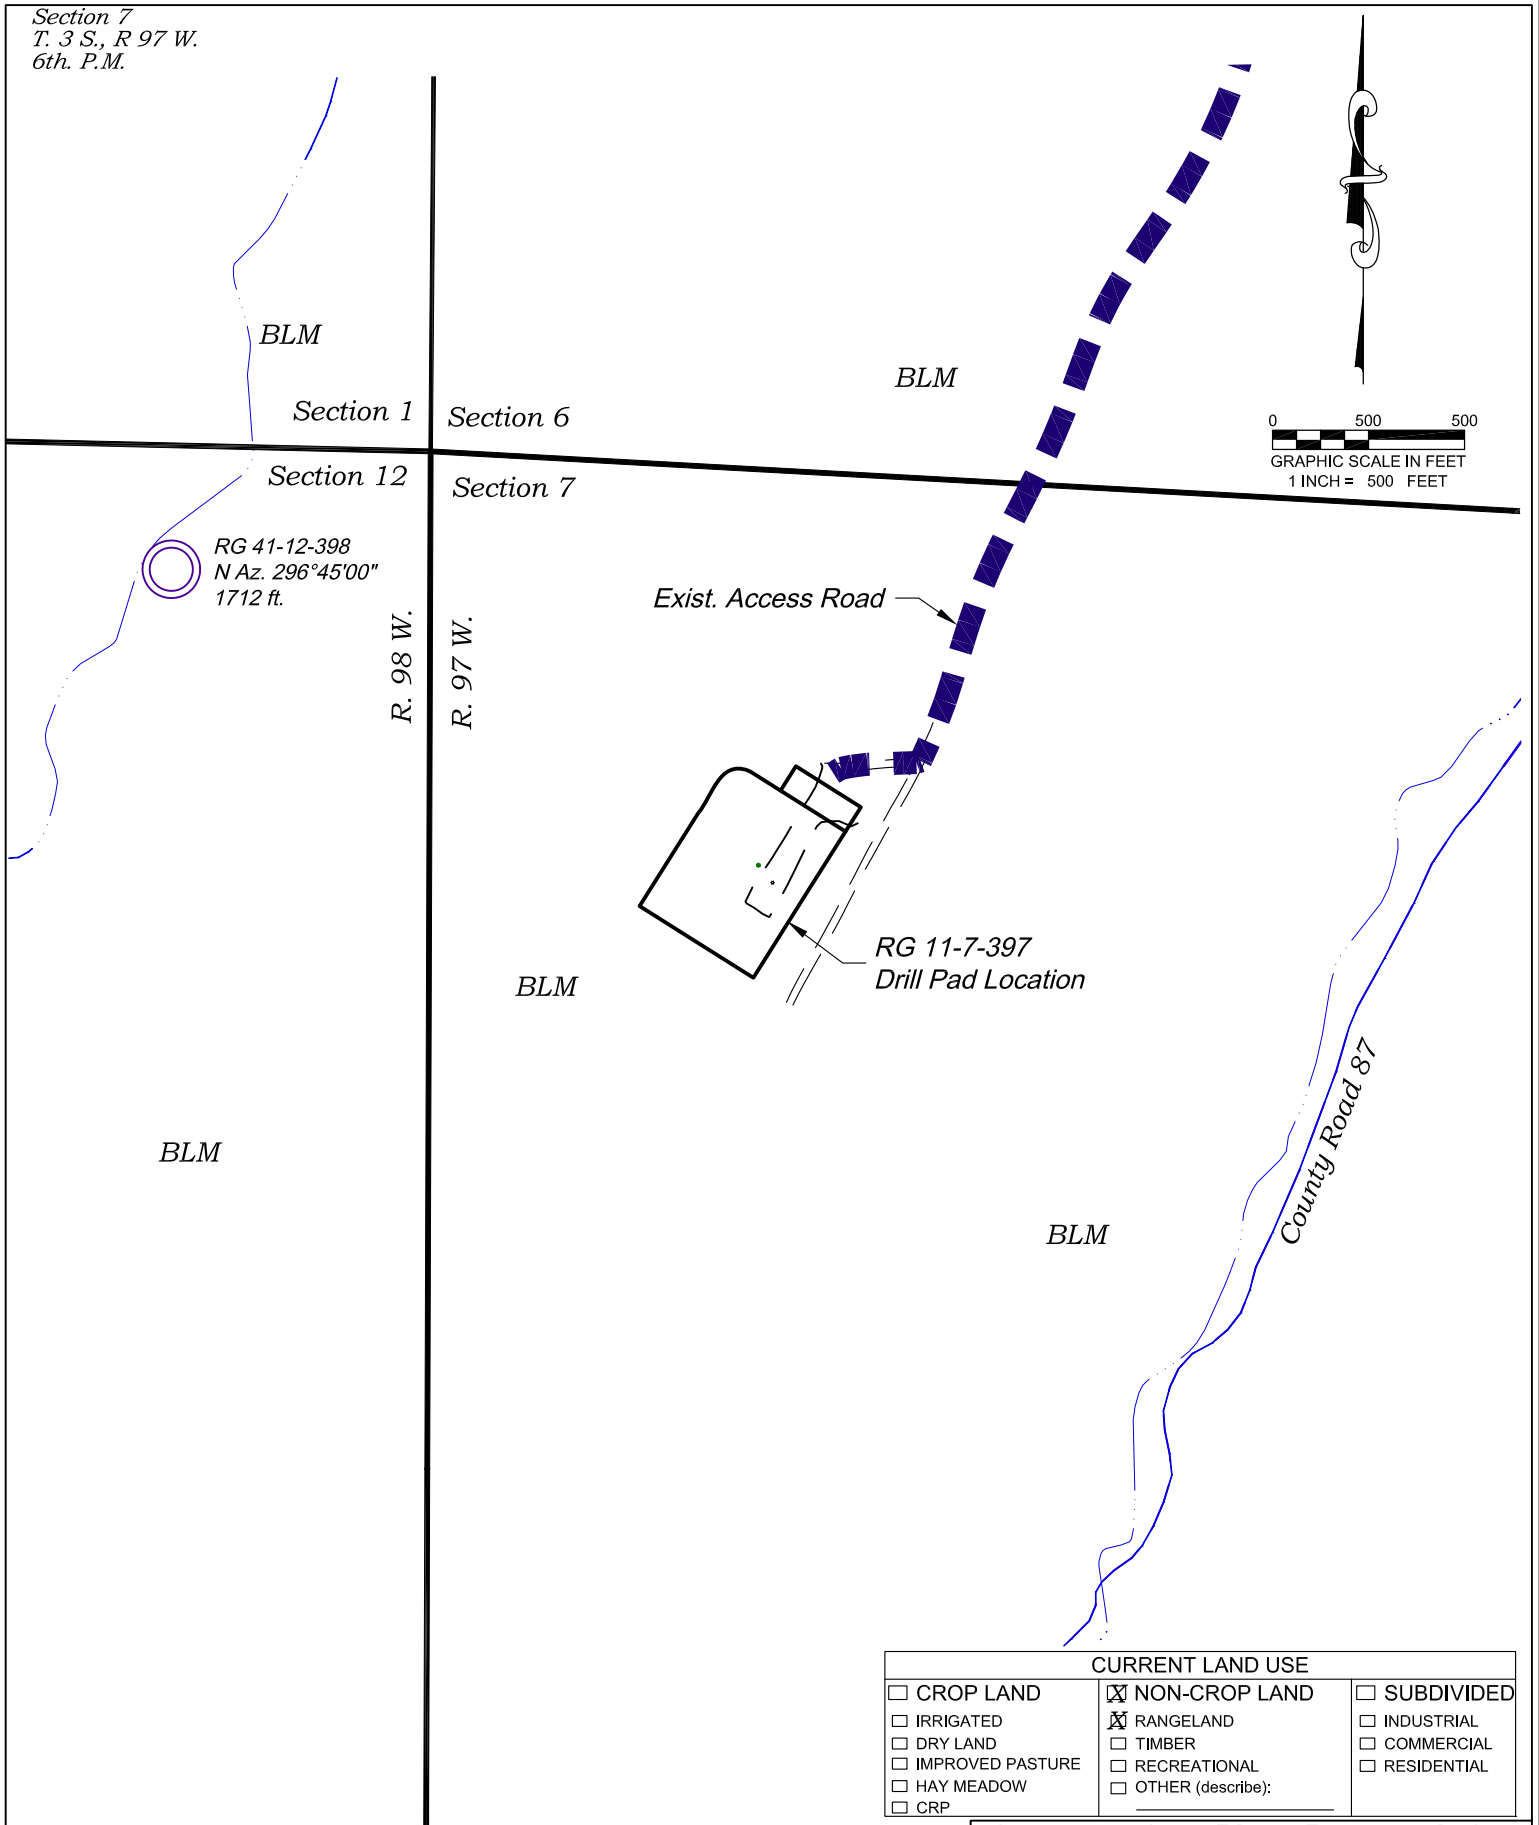 Section 7
T. 3 S., R 97 W.
6th. P.M.
BLM
BLM
Section 1
Section 6
0 500 500
GRAPHIC SCALE IN FEET
1 INCH = 500 FEET
Section 12
Section 7
RG 41-12-398
N Az. 296°45'00"
1712 ft.
Exist. Access Road
R. 98 W.
R. 97 W.
RG 11-7-397
Drill Pad Location
BLM
County Road 87
BLM
BLM
CURRENT LAND USE
CROP LAND
IRRIGATED
DRY LAND
IMPROVED PASTURE
HAY MEADOW
CRP
X NON-CROP LAND
X RANGELAND
TIMBER
RECREATIONAL
OTHER (describe):
SUBDIVIDED
INDUSTRIAL
COMMERCIAL
RESIDENTIAL